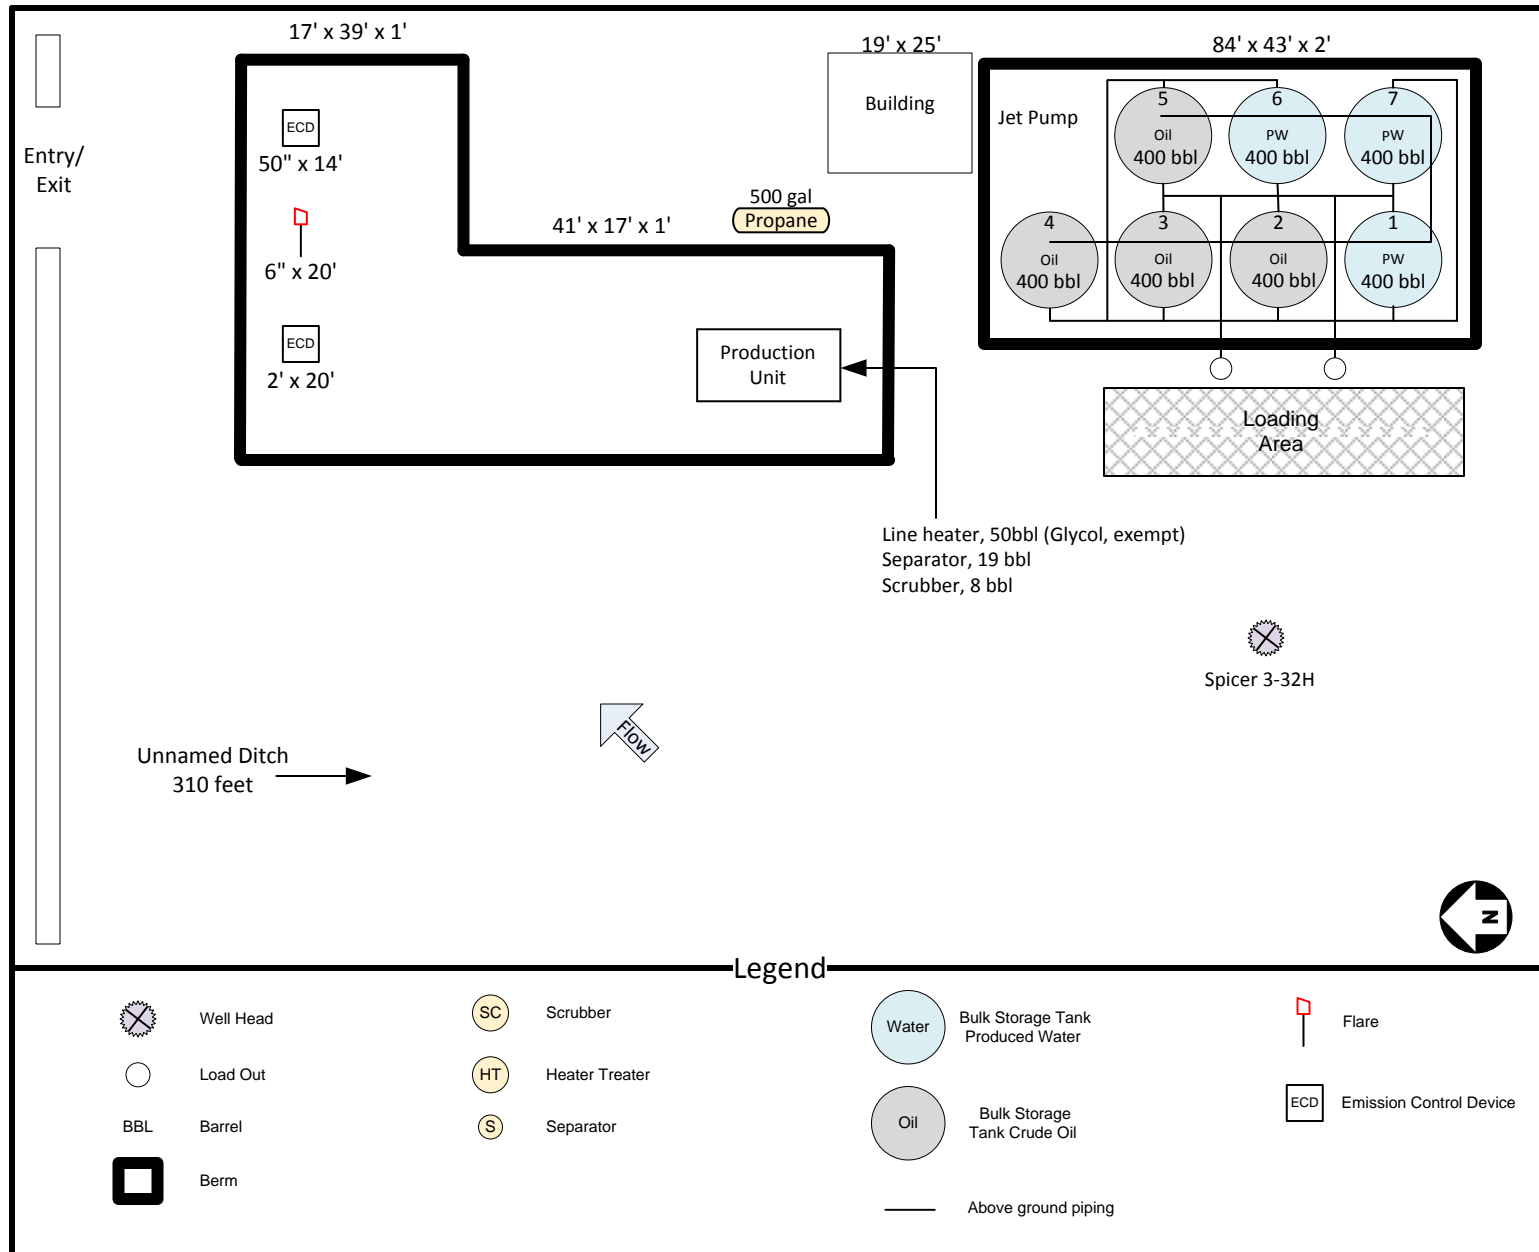 17' x 39' x 1'
19' x 25'
84' x 43' x 2'
Building
Jet Pump
5
Oil
400 bbl
6
PW
400 bbl
7
PW
400 bbl
4
Oil
400 bbl
3
Oil
400 bbl
2
Oil
400 bbl
1
PW
400 bbl
Entry/
Exit
ECD
50" x 14'
6" x 20'
ECD
2' x 20'
500 gal
Propane
41' x 17' x 1'
Production
Unit
Loading
Area
Line heater, 50bbl (Glycol, exempt)
Separator, 19 bbl
Scrubber, 8 bbl
Spicer 3-32H
Flow
Unnamed Ditch
310 feet
N
Legend
Well Head
Load Out
BBL
Barrel
Berm
SC
Scrubber
HT
Heater Treater
S
Separator
Water
Bulk Storage Tank
Produced Water
Oil
Bulk Storage
Tank Crude Oil
Above ground piping
Flare
ECD
Emission Control Device